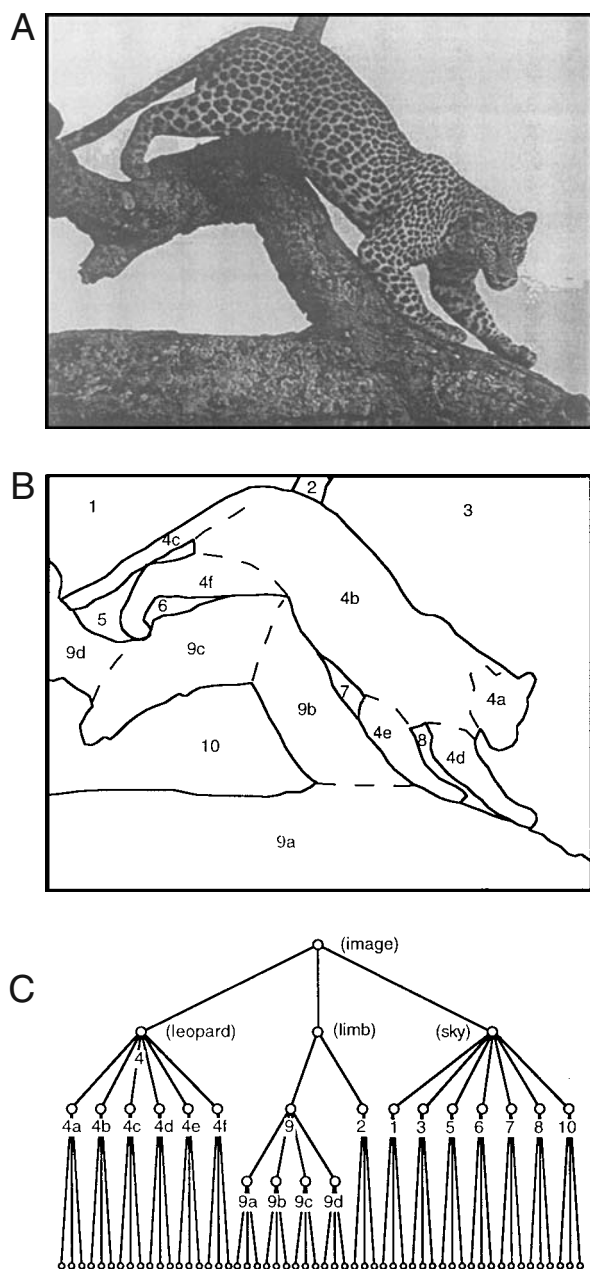 A
B
1
2
3
4c
4f
4b
5
6
9d
9c
7
4a
9b
4e
8
4d
10
9a
C
(image)
(leopard)
(limb)
(sky)
4
4a 4b 4c 4d 4e 4f 9 2 1 3 5 6 7 8 10
9a 9b 9c 9d